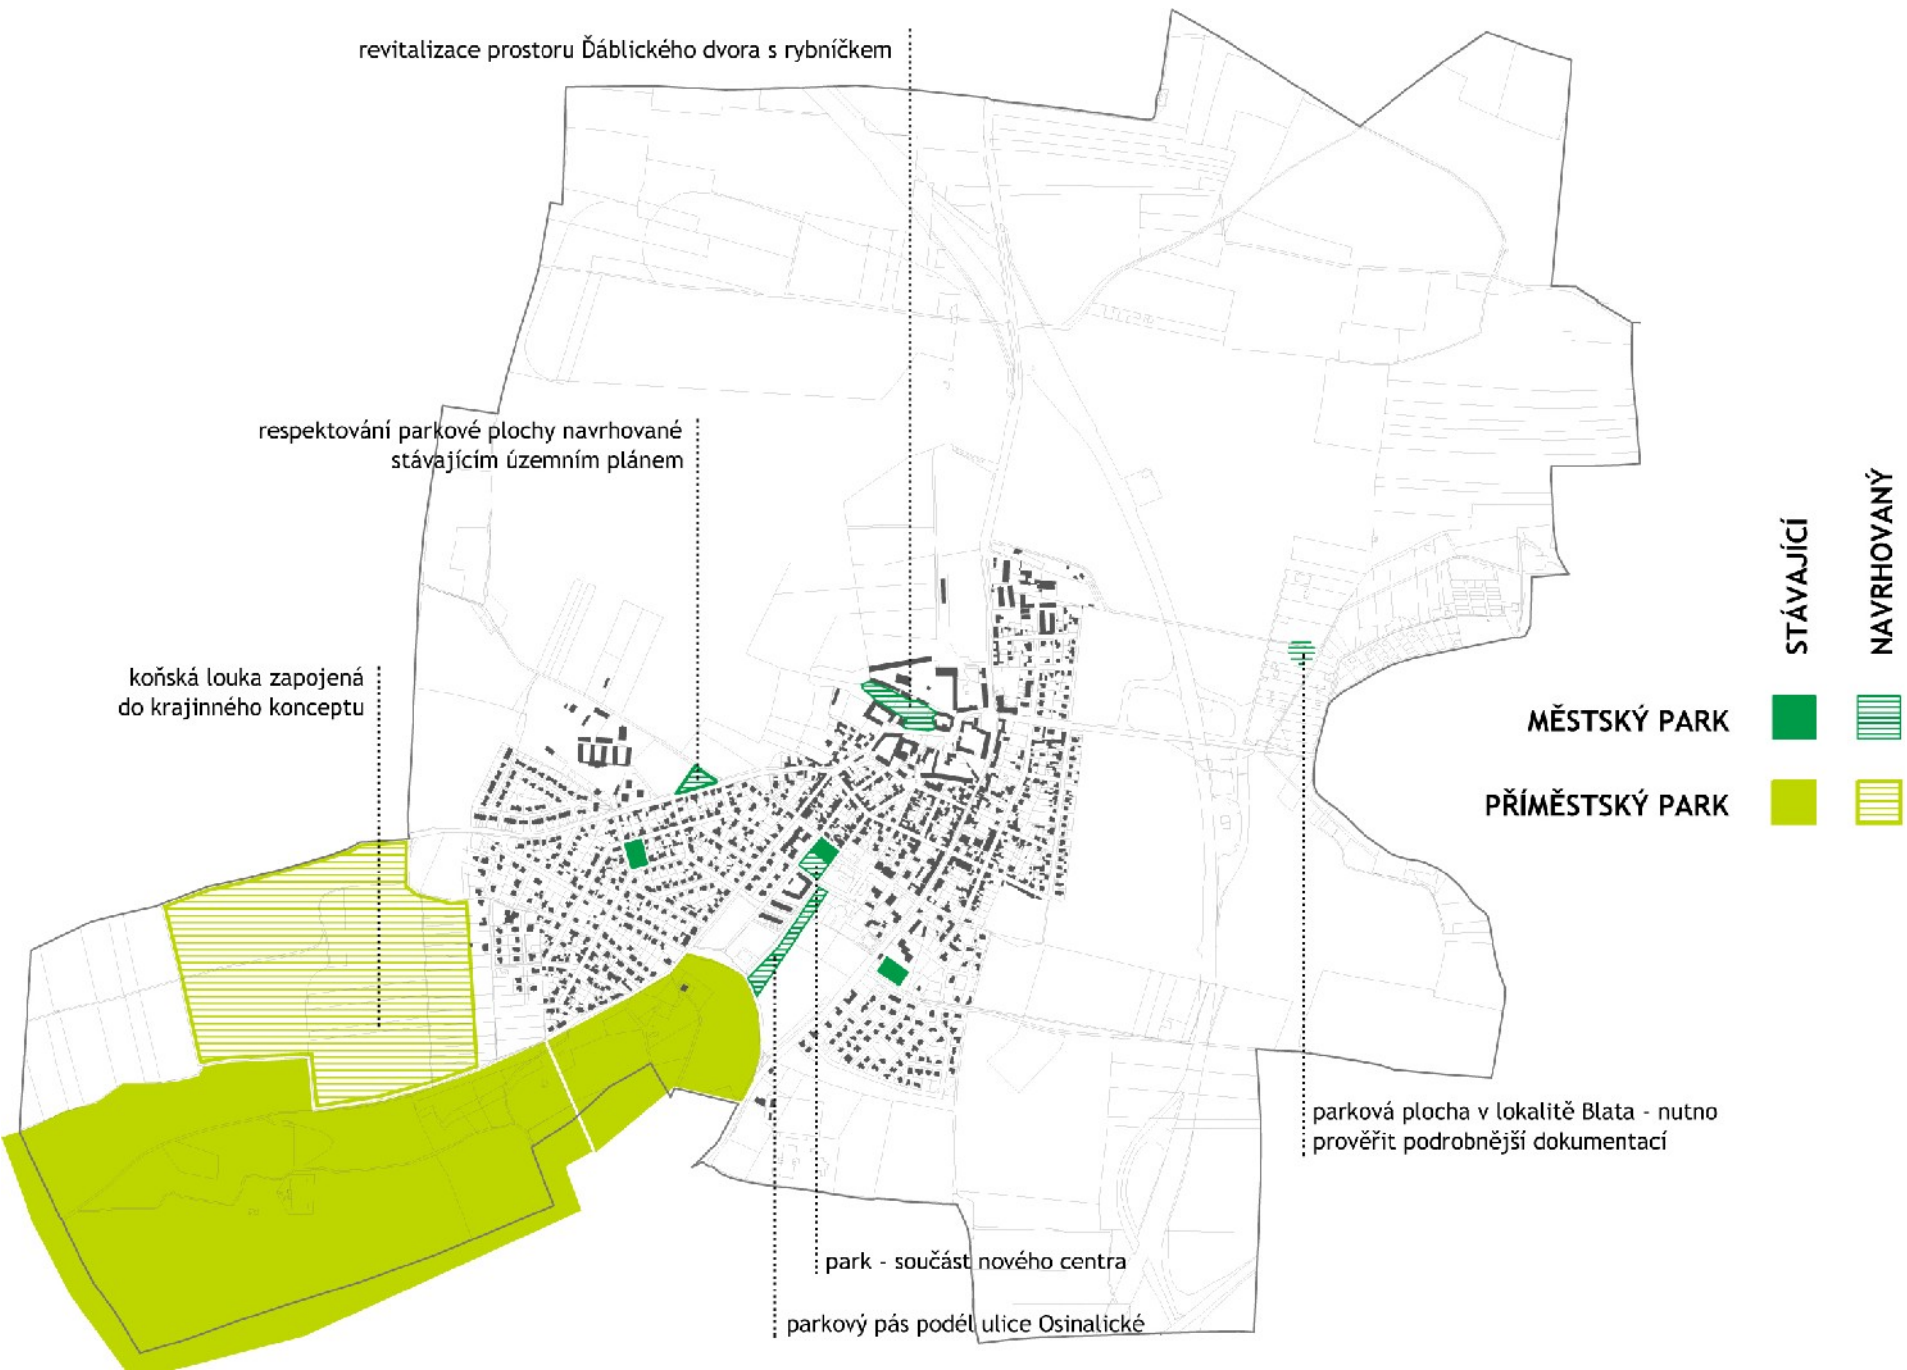 revitalizace prostoru Ďáblického dvora s rybníčkem
respektování parkové plochy navrhované
stávajícím územním plánem
koňská louka zapojená
do krajinného konceptu
STÁVAJÍCÍ
NAVRHOVANÝ
MĚSTSKÝ PARK
PŘÍMĚSTSKÝ PARK
parková plocha v lokalitě Blata - nutno
prověřit podrobnější dokumentací
park - součást nového centra
parkový pás podél ulice Osinalické